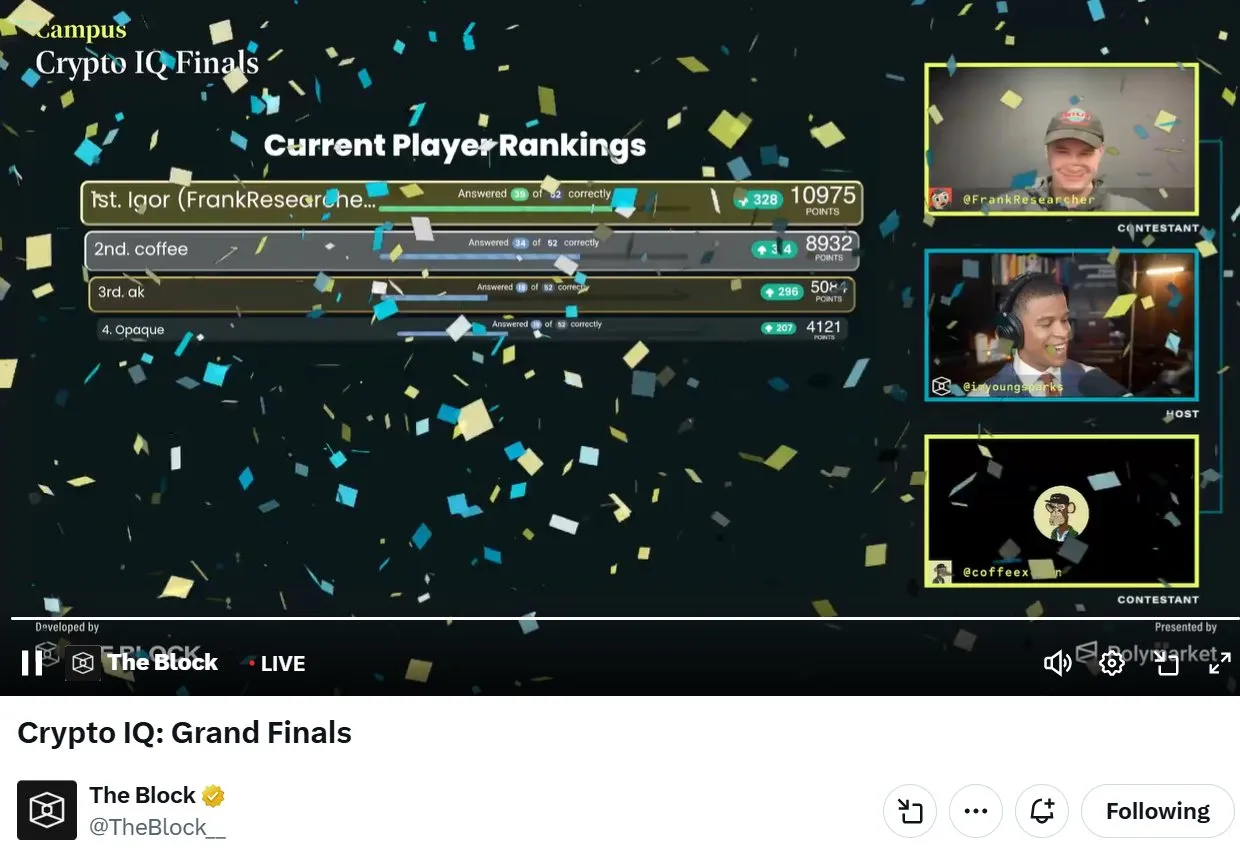 Campus
Crypto IQ Finals
Current Player Rankings
1st. Igor (FrankResearche... Answered 39 of 52 correctly 328 10975 POINTS
2nd. coffee Answered 34 of 52 correctly 8932 POINTS
3rd. ak Answered of 52 correctly 296 5084 POINTS
4. Opaque Answered of 52 correctly 207 4121 POINTS
@FrankResearcher
CONTESTANT
@imyoungsparks
HOST
CONTESTANT
Developed by
Presented by
Polymarket
The Block
LIVE
Crypto IQ: Grand Finals
The Block
@TheBlock__
Following